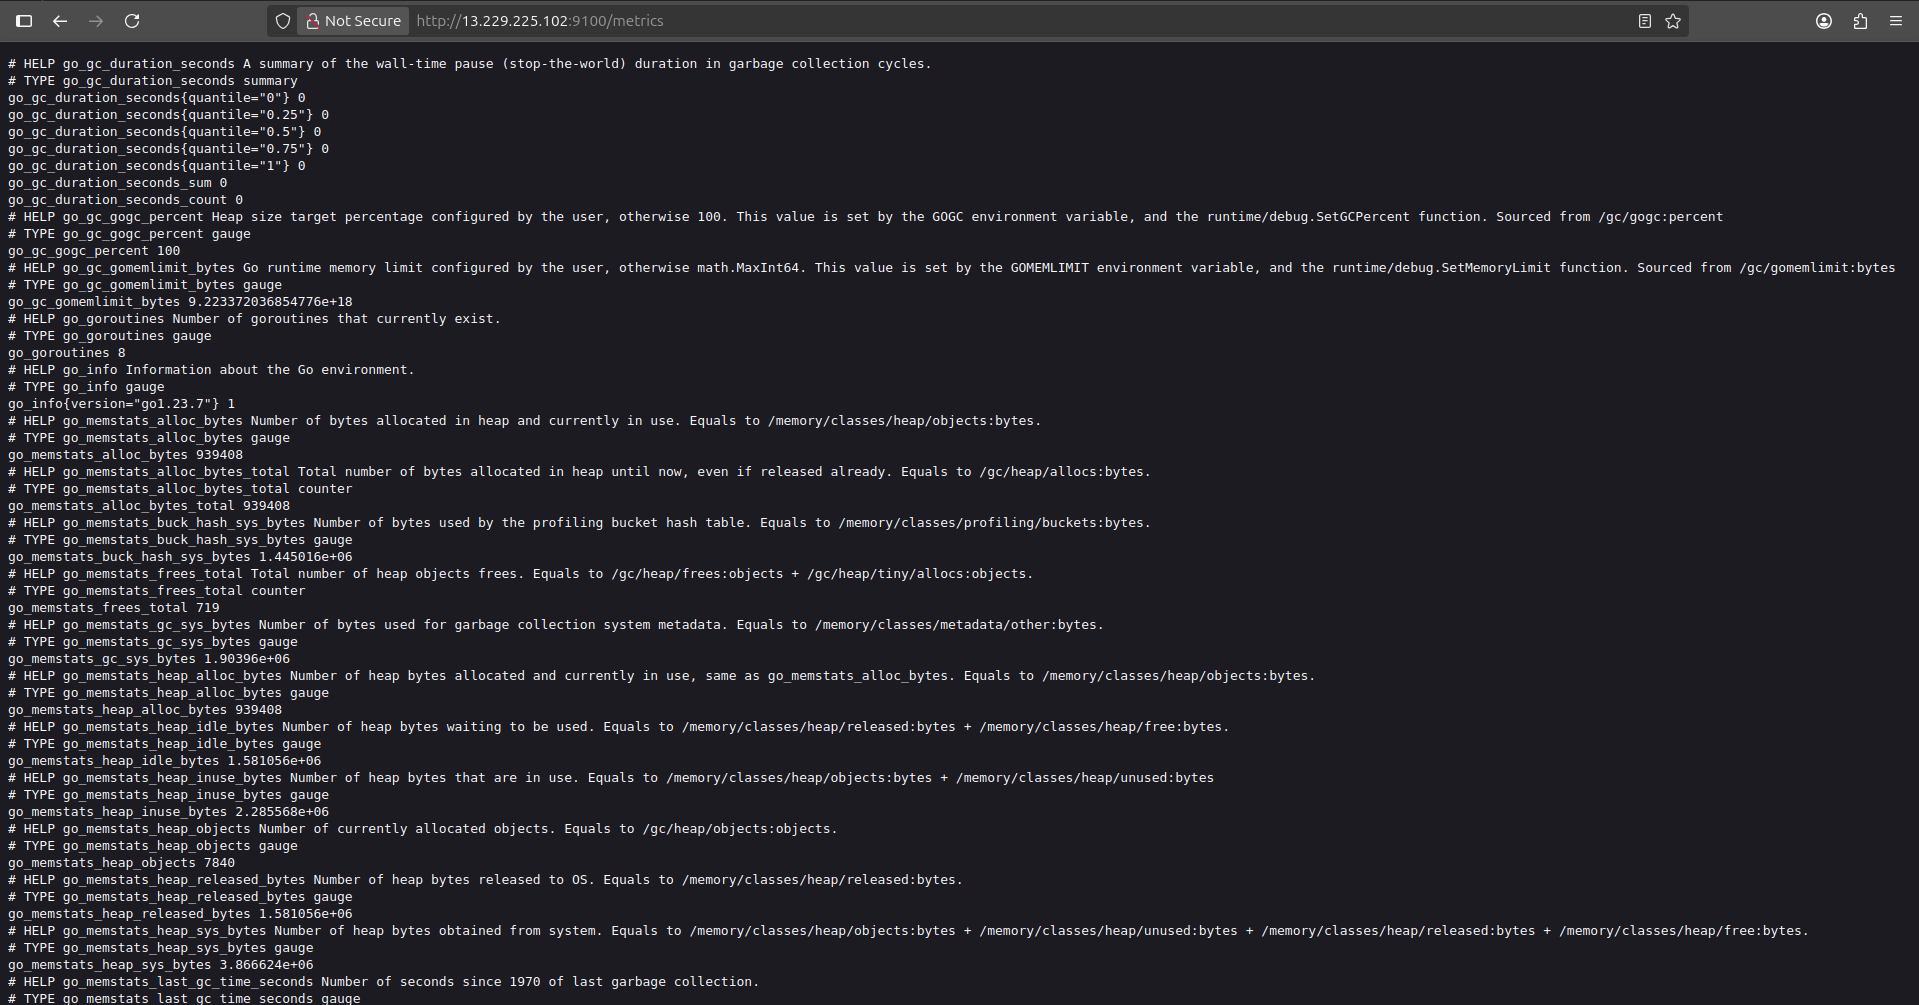 Not Secure http://13.229.225.102:9100/metrics
# HELP go_gc_duration_seconds A summary of the wall-time pause (stop-the-world) duration in garbage collection cycles.
# TYPE go_gc_duration_seconds summary
go_gc_duration_seconds{quantile="0"} 0
go_gc_duration_seconds{quantile="0.25"} 0
go_gc_duration_seconds{quantile="0.5"} 0
go_gc_duration_seconds{quantile="0.75"} 0
go_gc_duration_seconds{quantile="1"} 0
go_gc_duration_seconds_sum 0
go_gc_duration_seconds_count 0
# HELP go_gc_gogc_percent Heap size target percentage configured by the user, otherwise 100. This value is set by the GOGC environment variable, and the runtime/debug.SetGCPercent function. Sourced from /gc/gogc:percent
# TYPE go_gc_gogc_percent gauge
go_gc_gogc_percent 100
# HELP go_gc_gomemlimit_bytes Go runtime memory limit configured by the user, otherwise math.MaxInt64. This value is set by the GOMEMLIMIT environment variable, and the runtime/debug.SetMemoryLimit function. Sourced from /gc/gomemlimit:bytes
# TYPE go_gc_gomemlimit_bytes gauge
go_gc_gomemlimit_bytes 9.223372036854776e+18
# HELP go_goroutines Number of goroutines that currently exist.
# TYPE go_goroutines gauge
go_goroutines 8
# HELP go_info Information about the Go environment.
# TYPE go_info gauge
go_info{version="go1.23.7"} 1
# HELP go_memstats_alloc_bytes Number of bytes allocated in heap and currently in use. Equals to /memory/classes/heap/objects:bytes.
# TYPE go_memstats_alloc_bytes gauge
go_memstats_alloc_bytes 939408
# HELP go_memstats_alloc_bytes_total Total number of bytes allocated in heap until now, even if released already. Equals to /gc/heap/allocs:bytes.
# TYPE go_memstats_alloc_bytes_total counter
go_memstats_alloc_bytes_total 939408
# HELP go_memstats_buck_hash_sys_bytes Number of bytes used by the profiling bucket hash table. Equals to /memory/classes/profiling/buckets:bytes.
# TYPE go_memstats_buck_hash_sys_bytes gauge
go_memstats_buck_hash_sys_bytes 1.445016e+06
# HELP go_memstats_frees_total Total number of heap objects frees. Equals to /gc/heap/frees:objects + /gc/heap/tiny/allocs:objects.
# TYPE go_memstats_frees_total counter
go_memstats_frees_total 719
# HELP go_memstats_gc_sys_bytes Number of bytes used for garbage collection system metadata. Equals to /memory/classes/metadata/other:bytes.
# TYPE go_memstats_gc_sys_bytes gauge
go_memstats_gc_sys_bytes 1.90396e+06
# HELP go_memstats_heap_alloc_bytes Number of heap bytes allocated and currently in use, same as go_memstats_alloc_bytes. Equals to /memory/classes/heap/objects:bytes.
# TYPE go_memstats_heap_alloc_bytes gauge
go_memstats_heap_alloc_bytes 939408
# HELP go_memstats_heap_idle_bytes Number of heap bytes waiting to be used. Equals to /memory/classes/heap/released:bytes + /memory/classes/heap/free:bytes.
# TYPE go_memstats_heap_idle_bytes gauge
go_memstats_heap_idle_bytes 1.581056e+06
# HELP go_memstats_heap_inuse_bytes Number of heap bytes that are in use. Equals to /memory/classes/heap/objects:bytes + /memory/classes/heap/unused:bytes
# TYPE go_memstats_heap_inuse_bytes gauge
go_memstats_heap_inuse_bytes 2.285568e+06
# HELP go_memstats_heap_objects Number of currently allocated objects. Equals to /gc/heap/objects:objects.
# TYPE go_memstats_heap_objects gauge
go_memstats_heap_objects 7840
# HELP go_memstats_heap_released_bytes Number of heap bytes released to OS. Equals to /memory/classes/heap/released:bytes.
# TYPE go_memstats_heap_released_bytes gauge
go_memstats_heap_released_bytes 1.581056e+06
# HELP go_memstats_heap_sys_bytes Number of heap bytes obtained from system. Equals to /memory/classes/heap/objects:bytes + /memory/classes/heap/unused:bytes + /memory/classes/heap/released:bytes + /memory/classes/heap/free:bytes.
# TYPE go_memstats_heap_sys_bytes gauge
go_memstats_heap_sys_bytes 3.866624e+06
# HELP go_memstats_last_gc_time_seconds Number of seconds since 1970 of last garbage collection.
# TYPE go_memstats_last_gc_time_seconds gauge